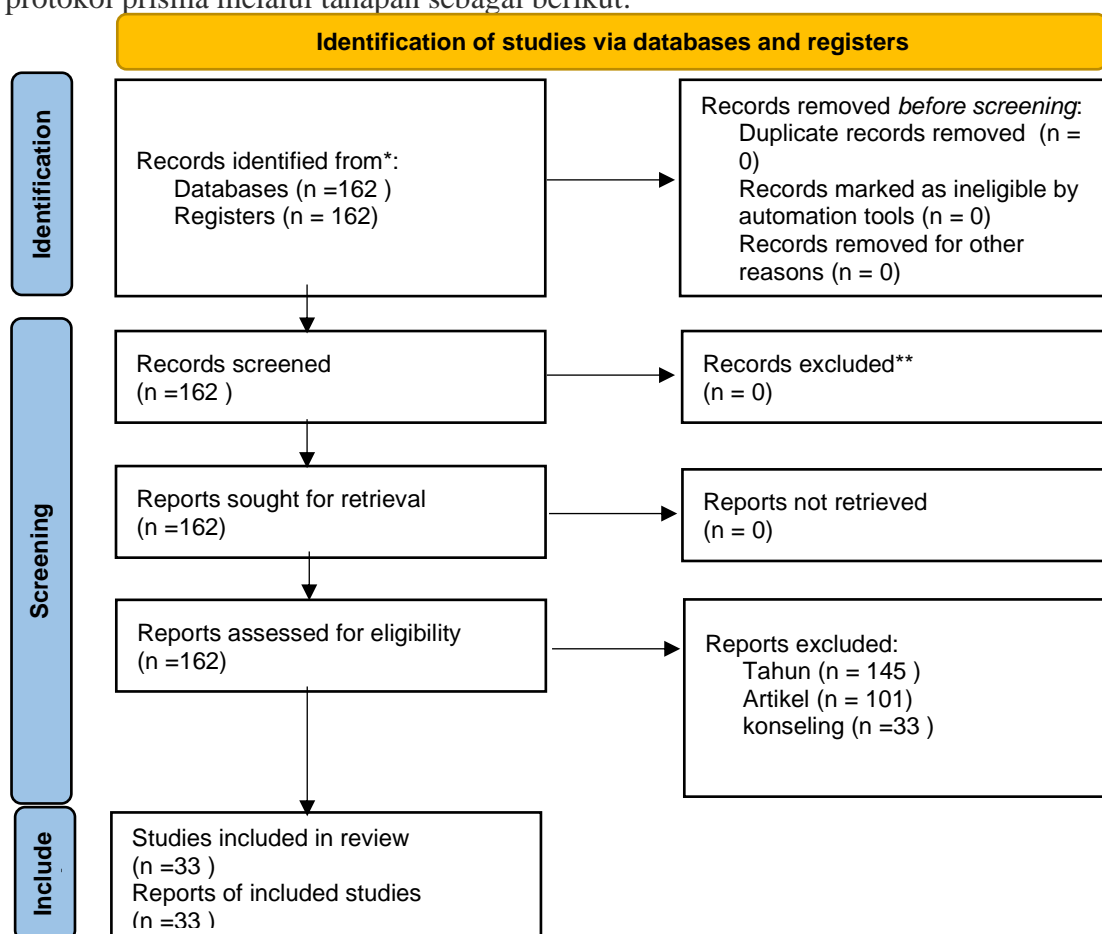 protokol prisma melalui tahapan sebagai berikut:
Identification of studies via databases and registers
Identification
Records identified from*:
Databases (n =162 )
Registers (n = 162)
Records removed before screening:
Duplicate records removed (n =
0)
Records marked as ineligible by
automation tools (n = 0)
Records removed for other
reasons (n = 0)
Screening
Records screened
(n =162 )
Records excluded**
(n = 0)
Reports sought for retrieval
(n =162)
Reports not retrieved
(n = 0)
Reports assessed for eligibility
(n =162)
Reports excluded:
Tahun (n = 145 )
Artikel (n = 101)
konseling (n =33 )
Include
Studies included in review
(n =33 )
Reports of included studies
(n =33 )